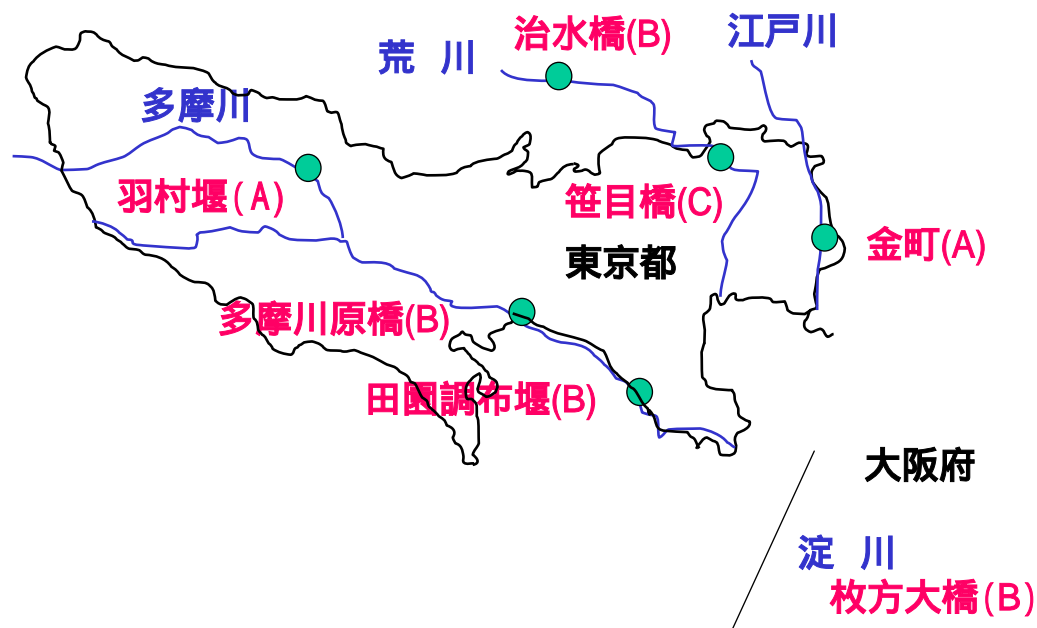 治水橋(B)
江戸川
荒 川
多摩川
羽村堰(A)
笹目橋(C)
金町(A)
東京都
多摩川原橋(B)
田園調布堰(B)
大阪府
淀 川
枚方大橋(B)